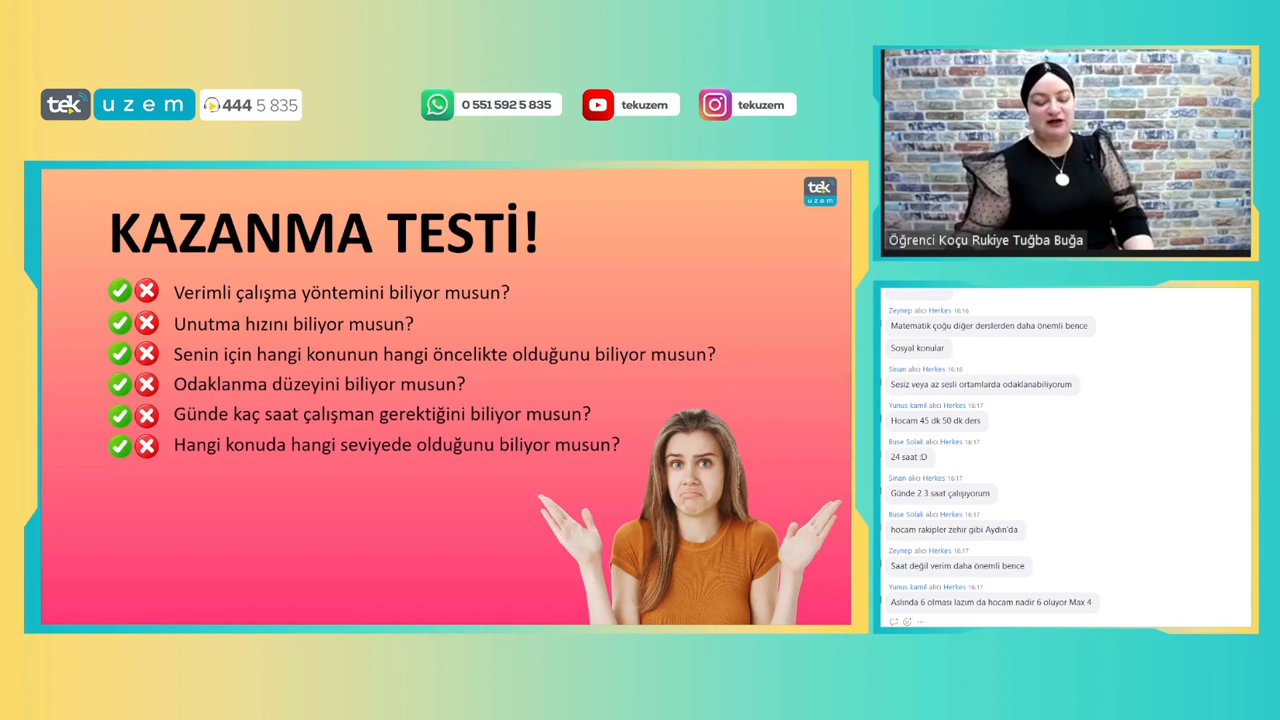 tek uzem 444 5 835
0 551 592 5 835
tekuzem
tekuzem
tek
uzem
KAZANMA TESTİ!
Verimli çalışma yöntemini biliyor musun?
Unutma hızını biliyor musun?
Senin için hangi konunun hangi öncelikte olduğunu biliyor musun?
Odaklanma düzeyini biliyor musun?
Günde kaç saat çalışman gerektiğini biliyor musun?
Hangi konuda hangi seviyede olduğunu biliyor musun?
Öğrenci Koçu Rukiye Tuğba Buğa
Zeynep alıcı Herkes 16:16
Matematik çoğu diğer derslerden daha önemli bence
Sosyal konular
Sınan alıcı Herkes 16:16
Sesiz veya az sesli ortamlarda odaklanabiliyorum
Yunus kamil alıcı Herkes 16:17
Hocam 45 dk 50 dk ders
Buse Solak alıcı Herkes 16:17
24 saat :D
Sınan alıcı Herkes 16:17
Günde 2 3 saat çalışıyorum
Buse Solak alıcı Herkes 16:17
hocam rakipler zehir gibi Aydın'da
Zeynep alıcı Herkes 16:17
Saat değil verim daha önemli bence
Yunus kamil alıcı Herkes 16:17
Aslında 6 olması lazım da hocam nadir 6 oluyor Max 4